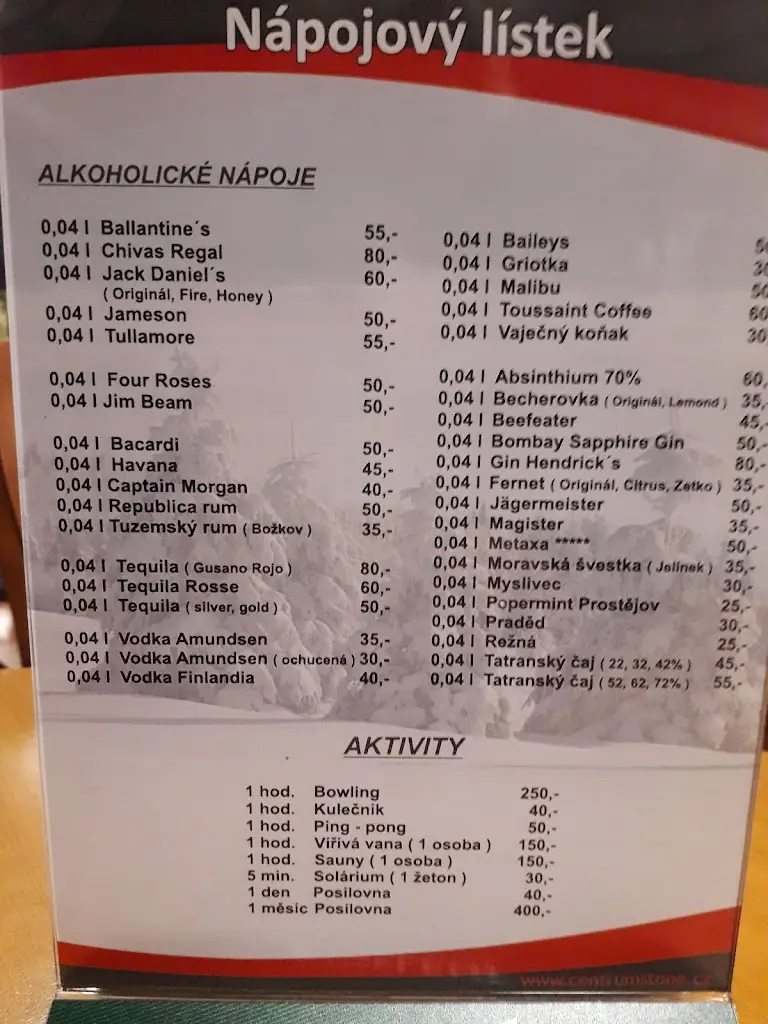 Nápojový lístek
ALKOHOLICKÉ NÁPOJE
0,04 l Ballantine´s 55,-
0,04 l Chivas Regal 80,-
0,04 l Jack Daniel´s 60,-
( Originál, Fire, Honey )
0,04 l Jameson 50,-
0,04 l Tullamore 55,-
0,04 l Four Roses 50,-
0,04 l Jim Beam 50,-
0,04 l Bacardi 50,-
0,04 l Havana 45,-
0,04 l Captain Morgan 40,-
0,04 l Republica rum 50,-
0,04 l Tuzemský rum ( Božkov ) 35,-
0,04 l Tequila ( Gusano Rojo ) 80,-
0,04 l Tequila Rosse 60,-
0,04 l Tequila ( silver, gold ) 50,-
0,04 l Vodka Amundsen 35,-
0,04 l Vodka Amundsen ( ochucená ) 30,-
0,04 l Vodka Finlandia 40,-
0,04 l Baileys
0,04 l Griotka
0,04 l Malibu 50
0,04 l Toussaint Coffee 60
0,04 l Vaječný koňak 30,
0,04 l Absinthium 70% 60,-
0,04 l Becherovka ( Originál, Lemond ) 35,-
0,04 l Beefeater 45,-
0,04 l Bombay Sapphire Gin 50,-
0,04 l Gin Hendrick´s 80,-
0,04 l Fernet ( Originál, Citrus, Zetko ) 35,-
0,04 l Jägermeister 50,-
0,04 l Magister 35,-
0,04 l Metaxa ***** 50,-
0,04 l Moravská švestka ( Jelínek ) 35,-
0,04 l Myslivec 30,-
0,04 l Popermint Prostějov 25,-
0,04 l Praděd 30,-
0,04 l Režná 25,-
0,04 l Tatranský čaj ( 22, 32, 42% ) 45,-
0,04 l Tatranský čaj ( 52, 62, 72% ) 55,-
AKTIVITY
1 hod. Bowling 250,-
1 hod. Kulečník 40,-
1 hod. Ping - pong 50,-
1 hod. Vířivá vana ( 1 osoba ) 150,-
1 hod. Sauny ( 1 osoba ) 150,-
5 min. Solárium ( 1 žeton ) 30,-
1 den Posilovna 40,-
1 měsíc Posilovna 400,-
www.centrumstone.cz